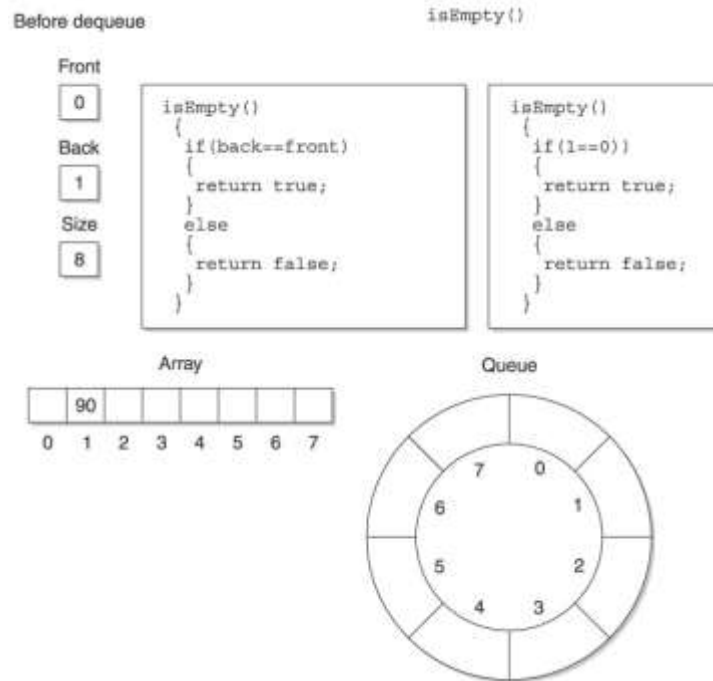 Before dequeue
isEmpty()
Front
0
Back
1
Size
8
isEmpty()
{
if(back==front)
{
return true;
}
else
{
return false;
}
}
isEmpty()
{
if(1==0))
{
return true;
}
else
{
return false;
}
}
Array
90
0 1 2 3 4 5 6 7
Queue
7 0
6 1
5 2
4 3